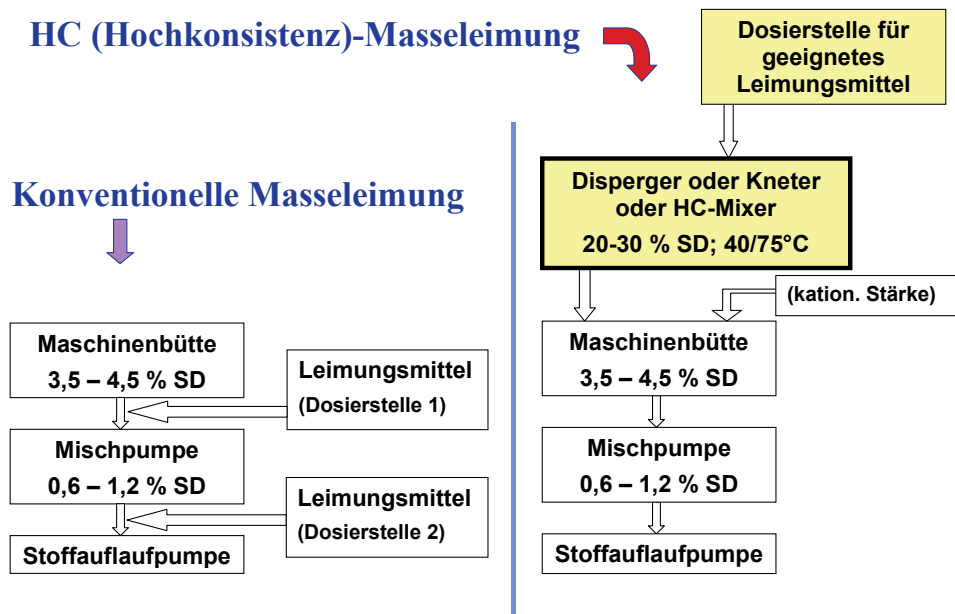 HC (Hochkonsistenz)-Masseleimung
Dosierstelle für
geeignetes
Leimungsmittel
Konventionelle Masseleimung
Maschinenbütte
3,5 – 4,5 % SD
Leimungsmittel
(Dosierstelle 1)
Mischpumpe
0,6 – 1,2 % SD
Leimungsmittel
(Dosierstelle 2)
Stoffauflaufpumpe
Disperger oder Kneter
oder HC-Mixer
20-30 % SD; 40/75°C
(kation. Stärke)
Maschinenbütte
3,5 – 4,5 % SD
Mischpumpe
0,6 – 1,2 % SD
Stoffauflaufpumpe